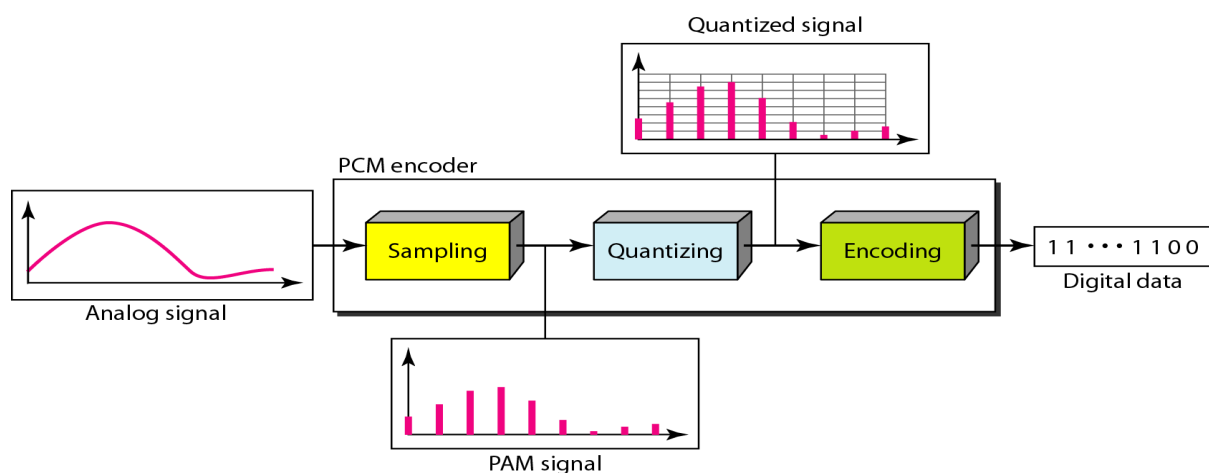 Quantized signal
PCM encoder
Sampling
Quantizing
Encoding
11 ••• 1100
Digital data
Analog signal
PAM signal